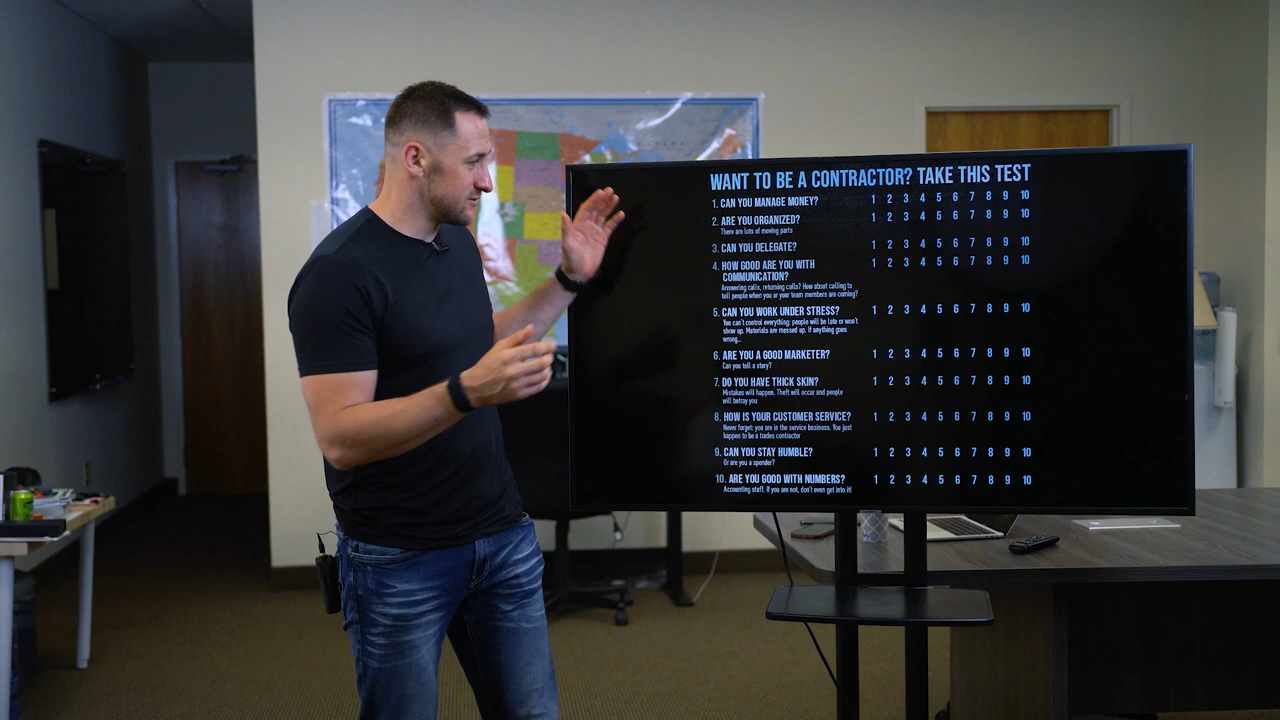 WANT TO BE A CONTRACTOR? TAKE THIS TEST
1. CAN YOU MANAGE MONEY? 1 2 3 4 5 6 7 8 9 10
2. ARE YOU ORGANIZED? 1 2 3 4 5 6 7 8 9 10
There are lots of moving parts
3. CAN YOU DELEGATE? 1 2 3 4 5 6 7 8 9 10
4. HOW GOOD ARE YOU WITH 1 2 3 4 5 6 7 8 9 10
COMMUNICATION?
Answering calls, returning calls? How about calling to
tell people when you or your team members are coming?
5. CAN YOU WORK UNDER STRESS? 1 2 3 4 5 6 7 8 9 10
You can't control everything: people will be late or won't
show up. Materials are messed up. If anything goes
wrong...
6. ARE YOU A GOOD MARKETER? 1 2 3 4 5 6 7 8 9 10
Can you tell a story?
7. DO YOU HAVE THICK SKIN? 1 2 3 4 5 6 7 8 9 10
Mistakes will happen. Theft will occur and people
will betray you
8. HOW IS YOUR CUSTOMER SERVICE? 1 2 3 4 5 6 7 8 9 10
Never forget: you are in the service business. You just
happen to be a trades contractor
9. CAN YOU STAY HUMBLE? 1 2 3 4 5 6 7 8 9 10
Or are you a spender?
10. ARE YOU GOOD WITH NUMBERS? 1 2 3 4 5 6 7 8 9 10
Accounting stuff. If you are not, don't even get into it!